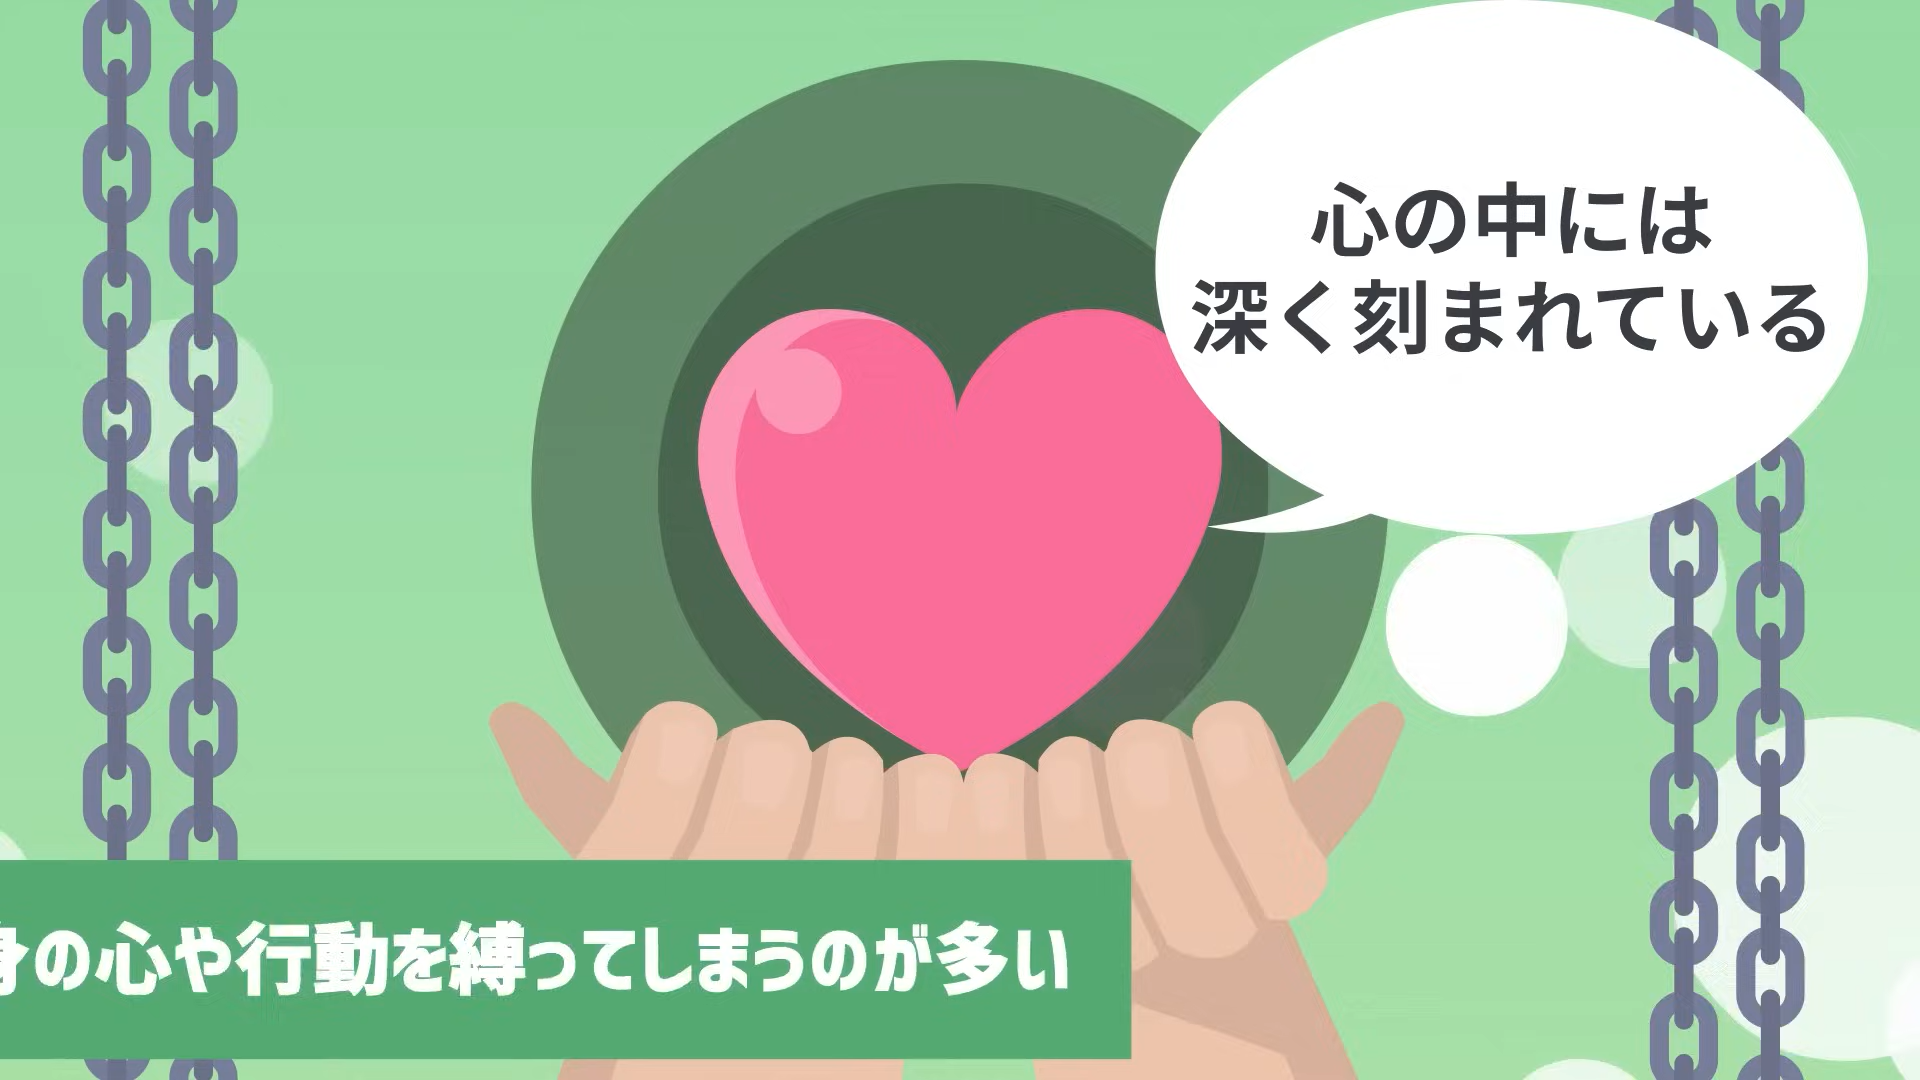 心の中には
深く刻まれている
身の心や行動を縛ってしまうのが多い